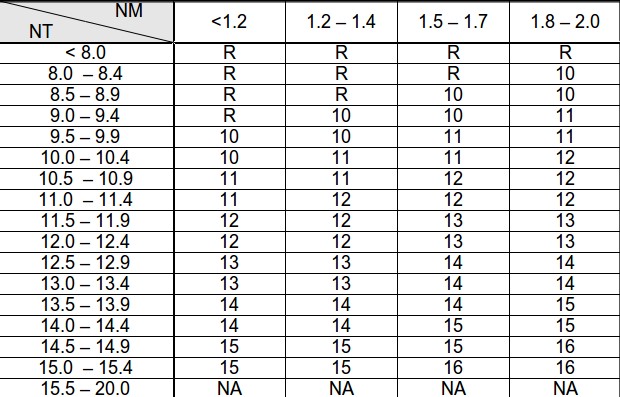 NM
NT <1.2 1.2 – 1.4 1.5 – 1.7 1.8 – 2.0
< 8.0 R R R R
8.0 – 8.4 R R R 10
8.5 – 8.9 R R 10 10
9.0 – 9.4 R 10 10 11
9.5 – 9.9 10 10 11 11
10.0 – 10.4 10 11 11 12
10.5 – 10.9 11 11 12 12
11.0 – 11.4 11 12 12 12
11.5 – 11.9 12 12 13 13
12.0 – 12.4 12 12 13 13
12.5 – 12.9 13 13 14 14
13.0 – 13.4 13 13 14 14
13.5 – 13.9 14 14 14 15
14.0 – 14.4 14 14 15 15
14.5 – 14.9 15 15 15 16
15.0 – 15.4 15 15 16 16
15.5 – 20.0 NA NA NA NA